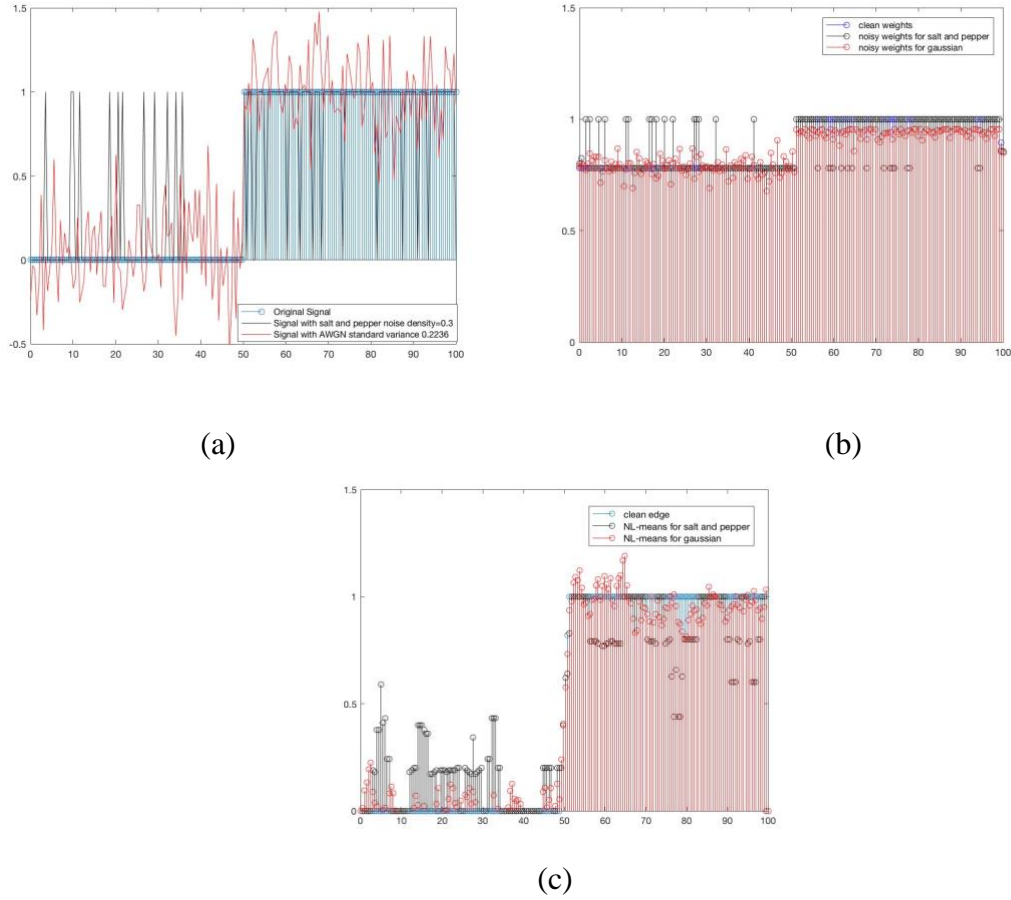 1.5
1
0.5
0
-0.5
0 10 20 30 40 50 60 70 80 90 100
Original Signal
Signal with salt and pepper noise density=0.3
Signal with AWGN standard variance 0.2236
(a)
1.5
1
0.5
0
0 10 20 30 40 50 60 70 80 90 100
clean weights
noisy weights for salt and pepper
noisy weights for gaussian
(b)
1.5
1
0.5
0
0 10 20 30 40 50 60 70 80 90 100
clean edge
NL-means for salt and pepper
NL-means for gaussian
(c)